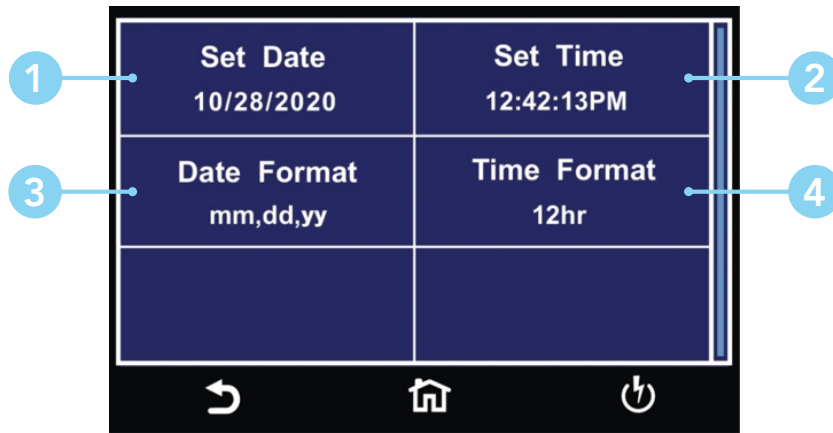 1
Set Date
10/28/2020
Set Time
12:42:13PM
2
3
Date Format
mm,dd,yy
Time Format
12hr
4